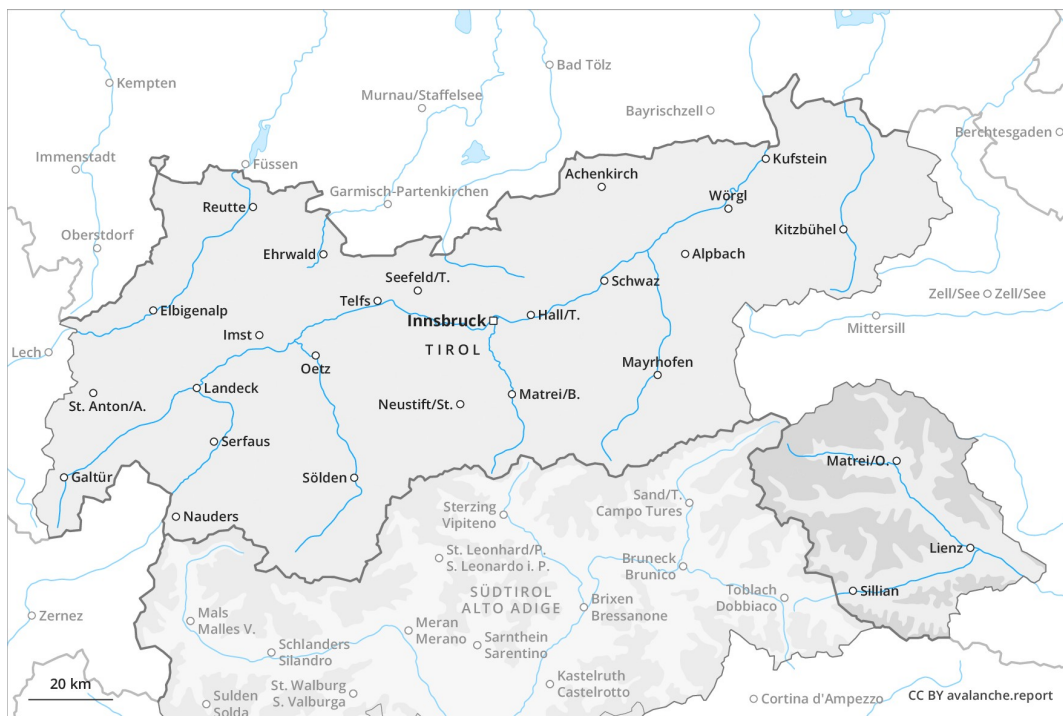 Kempten
Bad Tölz
Murnau/Staffelsee
Bayrischzell
Berchtesgaden
Immenstadt
Füssen
Kufstein
Garmisch-Partenkirchen
Achenkirch
Reutte
Wörgl
Oberstdorf
Kitzbühel
Ehrwald
Alpbach
Seefeld/T.
Schwaz
Telfs
Zell/See
Zell/See
Elbigenalp
Innsbruck
Hall/T.
Mittersill
Imst
TIROL
Lech
Oetz
Mayrhofen
Landeck
St. Anton/A.
Neustift/St.
Matrei/B.
Serfaus
Matrei/O.
Galtür
Sölden
Sand/T.
Campo Tures
Sterzing
Vipiteno
Nauders
Lienz
St. Leonhard/P.
S. Leonardo i. P.
Bruneck
Brunico
SÜDTIROL
ALTO ADIGE
Toblach
Dobbiaco
Sillian
Brixen
Bressanone
Zernez
Mals
Malles V.
Meran
Merano
Sarnthein
Sarentino
Schlanders
Silandro
Kastelruth
Castelrotto
20 km
St. Walburg
S. Valburga
Sulden
Solda
Cortina d'Ampezzo
CC BY avalanche.report